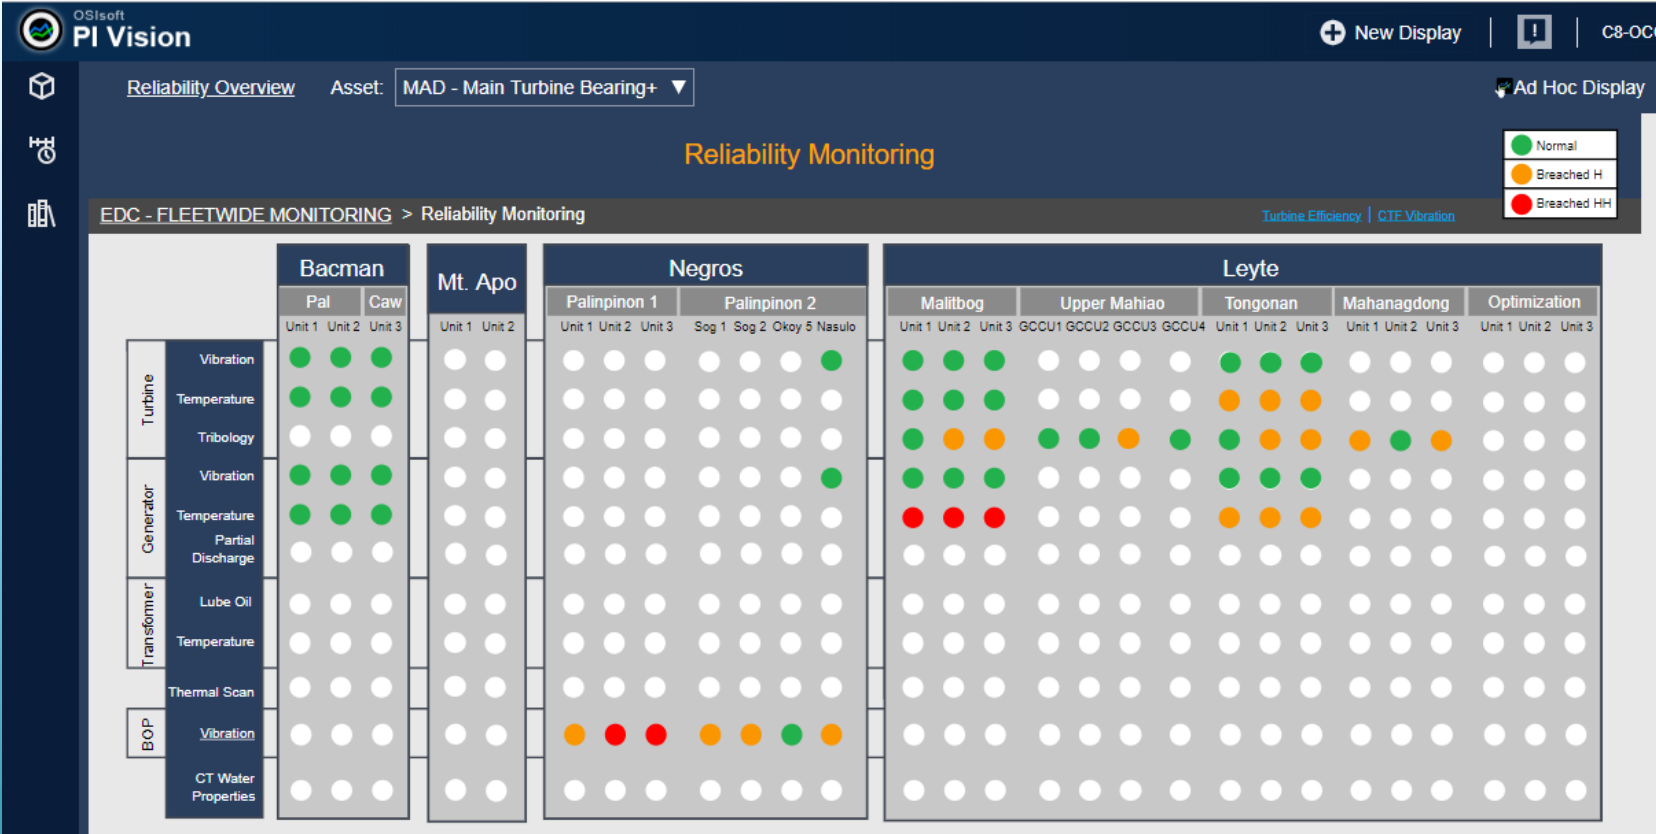 OSIsoft
PI Vision
New Display
C8-OC
Reliability Overview Asset: MAD - Main Turbine Bearing+ ▼
Ad Hoc Display
Reliability Monitoring
Normal
Breached H
Breached HH
EDC - FLEETWIDE MONITORING > Reliability Monitoring
Turbine Efficiency | CTF Vibration
Bacman Mt. Apo Negros Leyte
Pal Caw Palinpinon 1 Palinpinon 2 Malitbog Upper Mahiao Tongonan Mahanagdong Optimization
Unit 1 Unit 2 Unit 3 Unit 1 Unit 2 Unit 1 Unit 2 Unit 3 Sog 1 Sog 2 Okoy 5 Nasulo Unit 1 Unit 2 Unit 3 GCCU1 GCCU2 GCCU3 GCCU4 Unit 1 Unit 2 Unit 3 Unit 1 Unit 2 Unit 3 Unit 1 Unit 2 Unit 3
Turbine
Vibration
Temperature
Tribology
Generator
Vibration
Temperature
Partial
Discharge
Transformer
Lube Oil
Temperature
Thermal Scan
BOP
Vibration
CT Water
Properties